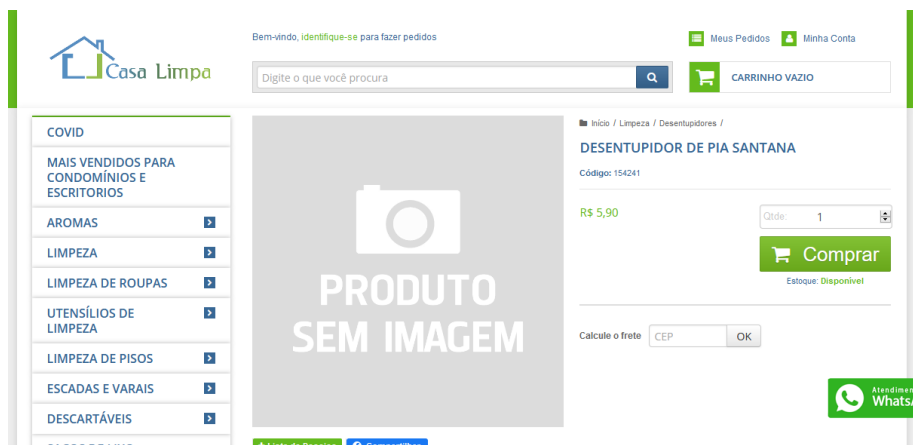 Bem-vindo, identifique-se para fazer pedidos
Meus Pedidos
Minha Conta
Casa Limpa
Digite o que você procura
CARRINHO VAZIO
COVID
MAIS VENDIDOS PARA
CONDOMÍNIOS E
ESCRITORIOS
AROMAS
LIMPEZA
LIMPEZA DE ROUPAS
UTENSÍLIOS DE
LIMPEZA
LIMPEZA DE PISOS
ESCADAS E VARAIS
DESCARTÁVEIS
PRODUTO
SEM IMAGEM
Início / Limpeza / Desentupidores /
DESENTUPIDOR DE PIA SANTANA
Código: 154241
R$ 5,90
Qtde: 1
Comprar
Estoque: Disponível
Calcule o frete CEP OK